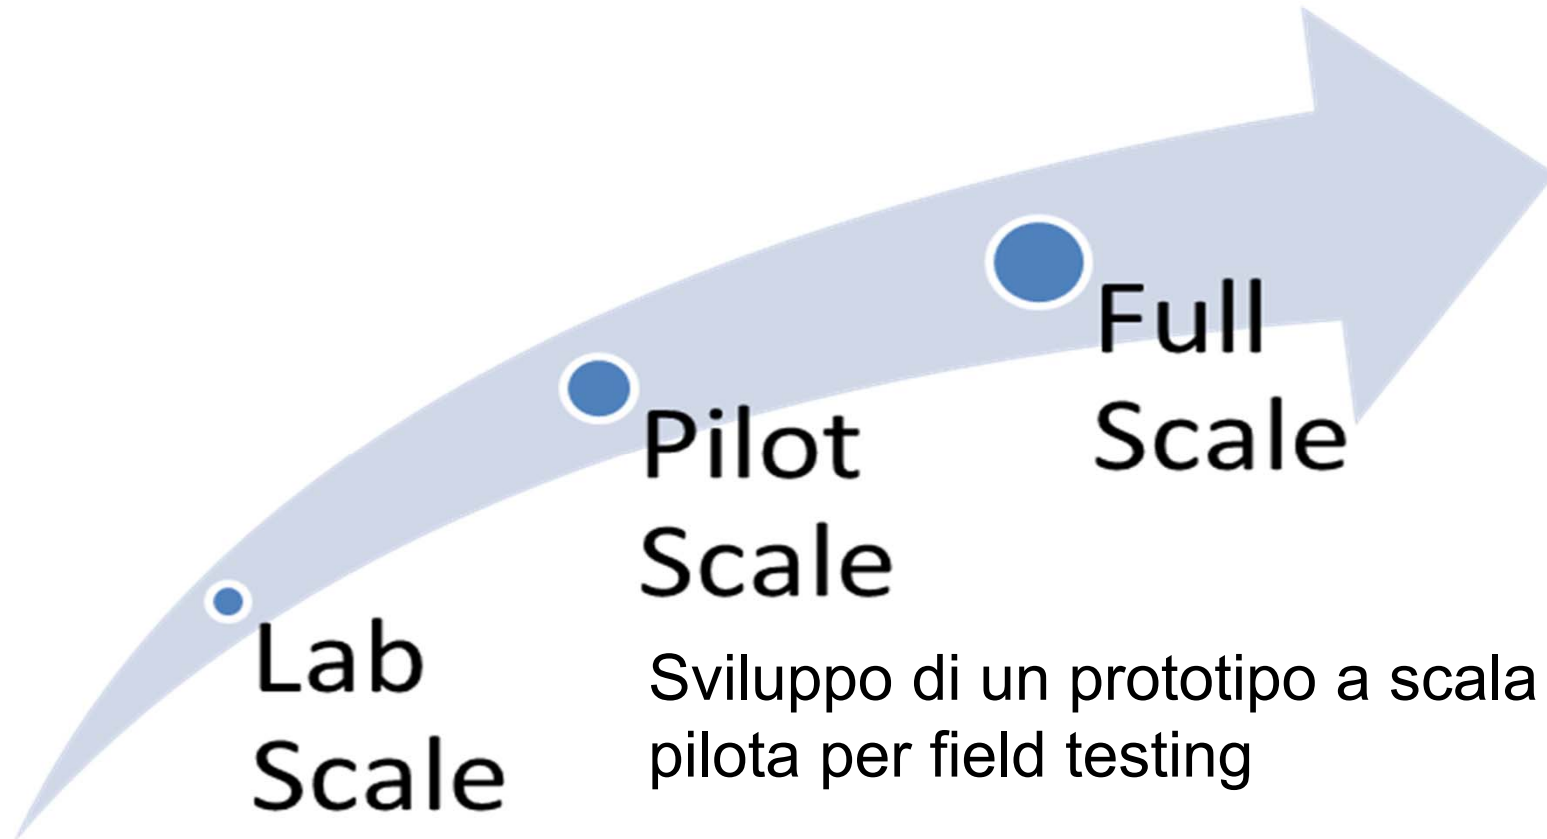 Lab
Scale
Pilot
Scale
Full
Scale
Sviluppo di un prototipo a scala
pilota per field testing